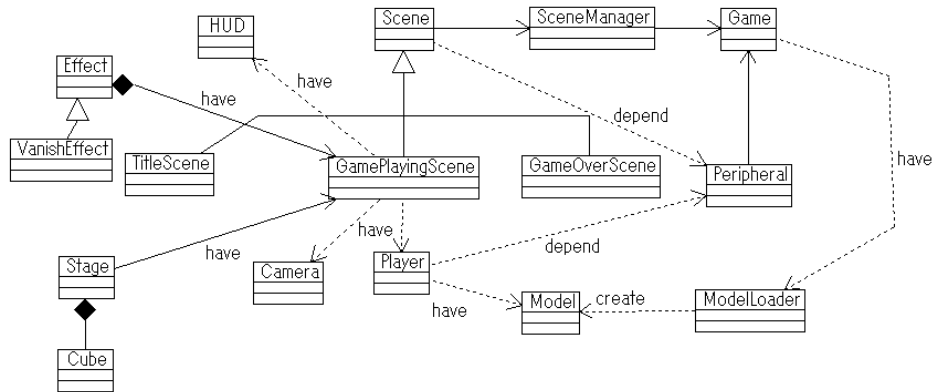 Scene
SceneManager
Game
HUD
Effect
have
depend
VanishEffect
TitleScene
GamePlayingScene
GameOverScene
Peripheral
have
have
have
depend
have
Stage
Camera
Player
have
create
Model
ModelLoader
Cube